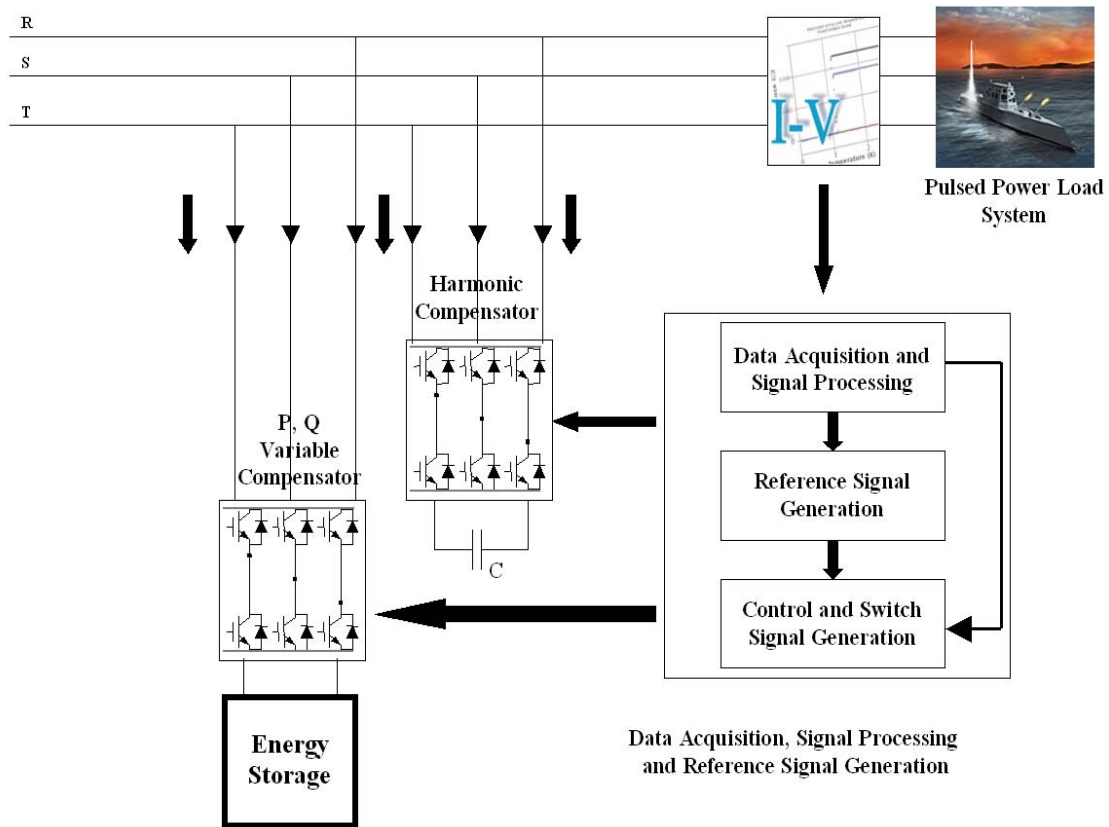 R
S
T
I-V
Pulsed Power Load
System
Harmonic
Compensator
P, Q
Variable
Compensator
C
Energy
Storage
Data Acquisition and
Signal Processing
Reference Signal
Generation
Control and Switch
Signal Generation
Data Acquisition, Signal Processing
and Reference Signal Generation